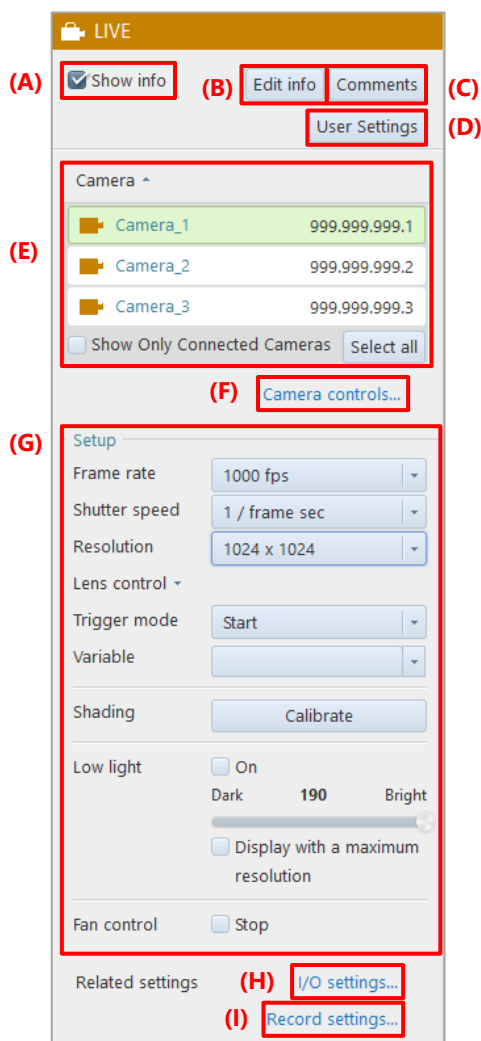 LIVE
(A) Show info (B) Edit info Comments (C)
User Settings (D)
Camera
(E)
Camera_1 999.999.999.1
Camera_2 999.999.999.2
Camera_3 999.999.999.3
Show Only Connected Cameras Select all
(F) Camera controls...
(G) Setup
Frame rate 1000 fps
Shutter speed 1 / frame sec
Resolution 1024 x 1024
Lens control
Trigger mode Start
Variable
Shading Calibrate
Low light On
Dark 190 Bright
Display with a maximum
resolution
Fan control Stop
Related settings (H) I/O settings...
(I) Record settings...